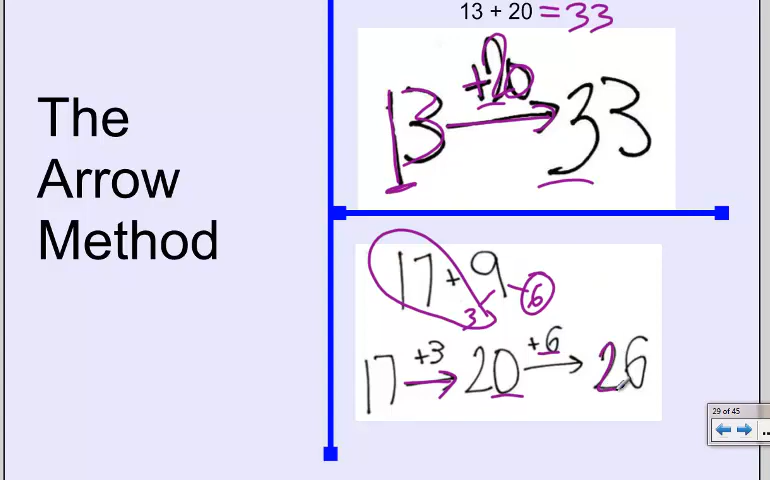 The
Arrow
Method
13 + 20 = 33
+20
13 → 33
17 + 9
3 6
+3 +6
17 → 20 → 26
29 of 45
...